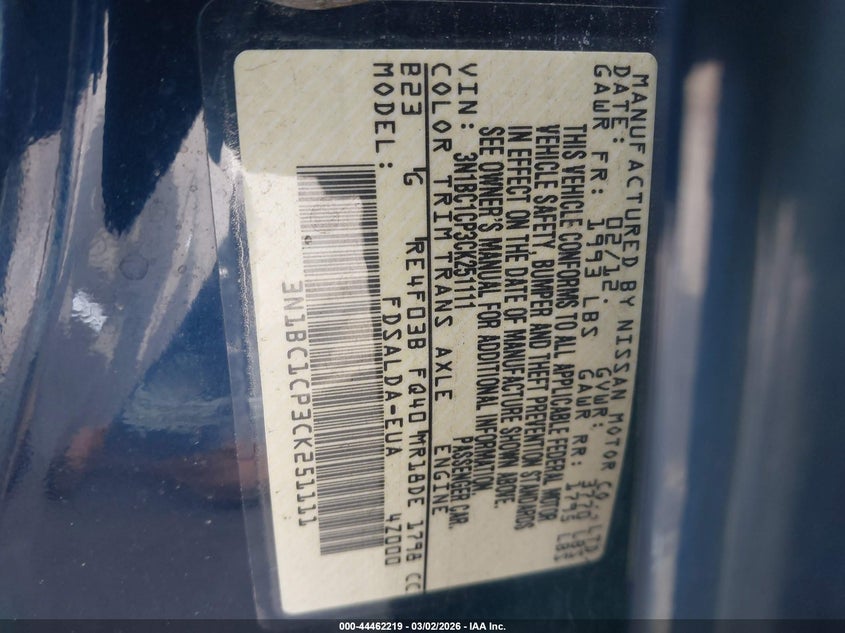 MANUFACTURED BY NISSAN MOTOR CO., LTD.
DATE: 02/12. GVWR: 3770 LBS
GAWR FR: 1993 LBS GAWR RR: 1795 LBS
THIS VEHICLE CONFORMS TO ALL APPLICABLE FEDERAL MOTOR
VEHICLE SAFETY, BUMPER AND THEFT PREVENTION STANDARDS
IN EFFECT ON THE DATE OF MANUFACTURE SHOWN ABOVE.
SEE OWNER'S MANUAL FOR ADDITIONAL INFORMATION.
VIN: 3N1BC1CP3CK251111 PASSENGER CAR.
COLOR TRIM TRANS AXLE ENGINE
B23 G RE4F03B FQ40 MR18DE 1798 CC
MODEL: FDSALDA-EUA 4Z000
3N1BC1CP3CK251111
000-44462219 - 03/02/2026 - IAA Inc.